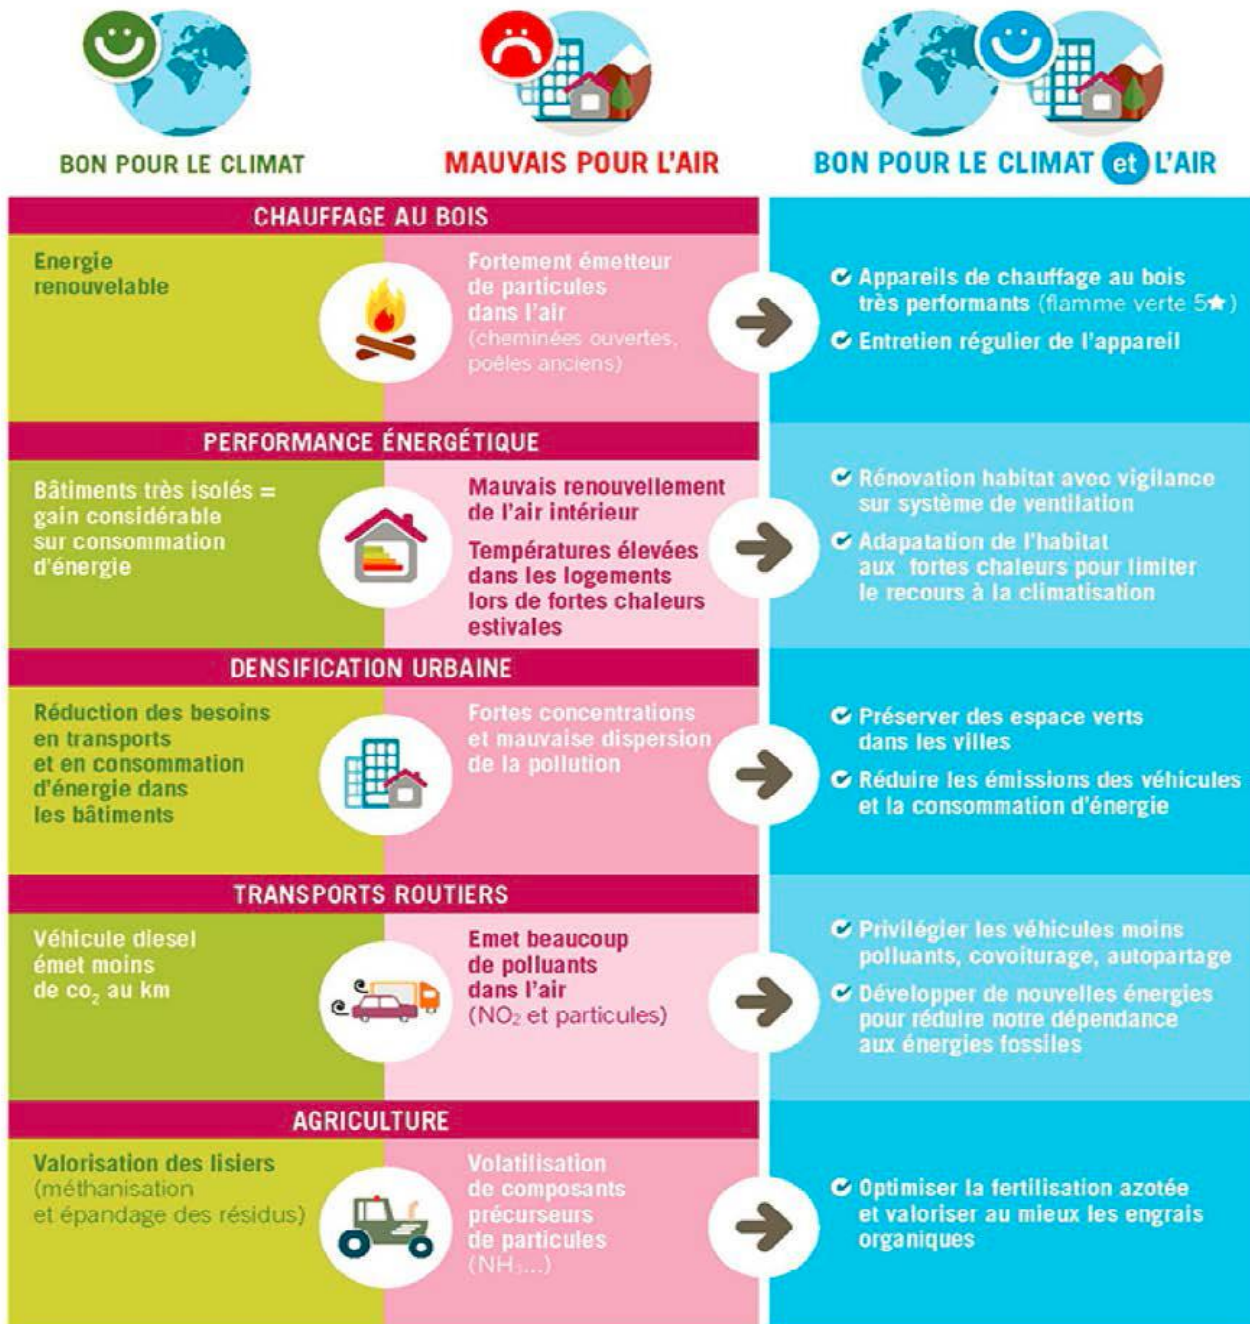 BON POUR LE CLIMAT
MAUVAIS POUR L'AIR
BON POUR LE CLIMAT et L'AIR
CHAUFFAGE AU BOIS
Energie
renouvelable
Fortement émetteur
de particules
dans l'air
(cheminées ouvertes,
poêles anciens)
Appareils de chauffage au bois
très performants (flamme verte 5★)
Entretien régulier de l'appareil
PERFORMANCE ÉNERGÉTIQUE
Bâtiments très isolés =
gain considérable
sur consommation
d'énergie
Mauvais renouvellement
de l'air intérieur
Températures élevées
dans les logements
lors de fortes chaleurs
estivales
Rénovation habitat avec vigilance
sur système de ventilation
Adapatation de l'habitat
aux fortes chaleurs pour limiter
le recours à la climatisation
DENSIFICATION URBAINE
Réduction des besoins
en transports
et en consommation
d'énergie dans
les bâtiments
Fortes concentrations
et mauvaise dispersion
de la pollution
Préserver des espace verts
dans les villes
Réduire les émissions des véhicules
et la consommation d'énergie
TRANSPORTS ROUTIERS
Véhicule diesel
émet moins
de co₂ au km
Emet beaucoup
de polluants
dans l'air
(NO₂ et particules)
Privilégier les véhicules moins
polluants, covoiturage, autopartage
Développer de nouvelles énergies
pour réduire notre dépendance
aux énergies fossiles
AGRICULTURE
Valorisation des lisiers
(méthanisation
et épandage des résidus)
Volatilisation
de composants
précurseurs
de particules
(NH₃...)
Optimiser la fertilisation azotée
et valoriser au mieux les engrais
organiques